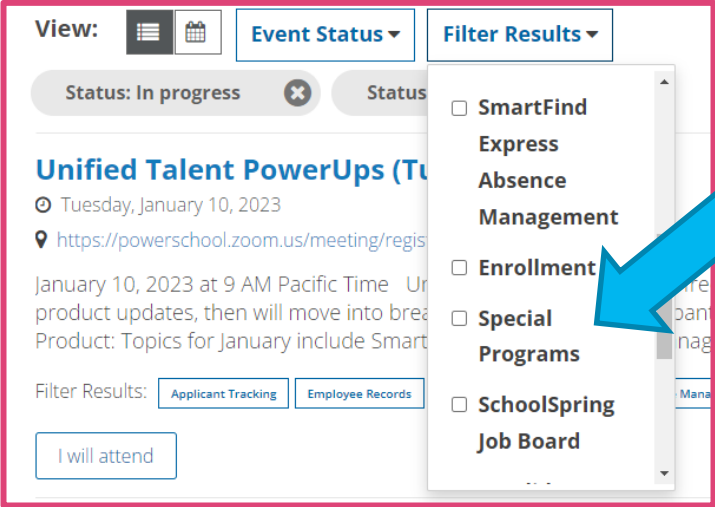 View:
Event Status
Filter Results
Status: In progress
Status
SmartFind
Express
Absence
Management
Enrollment
Special
Programs
SchoolSpring
Job Board
Unified Talent PowerUps
Tuesday, January 10, 2023
https://powerschool.zoom.us/meeting/regis
January 10, 2023 at 9 AM Pacific Time
product updates, then will move into
Product: Topics for January include Smart
Filter Results: Applicant Tracking Employee Records
I will attend